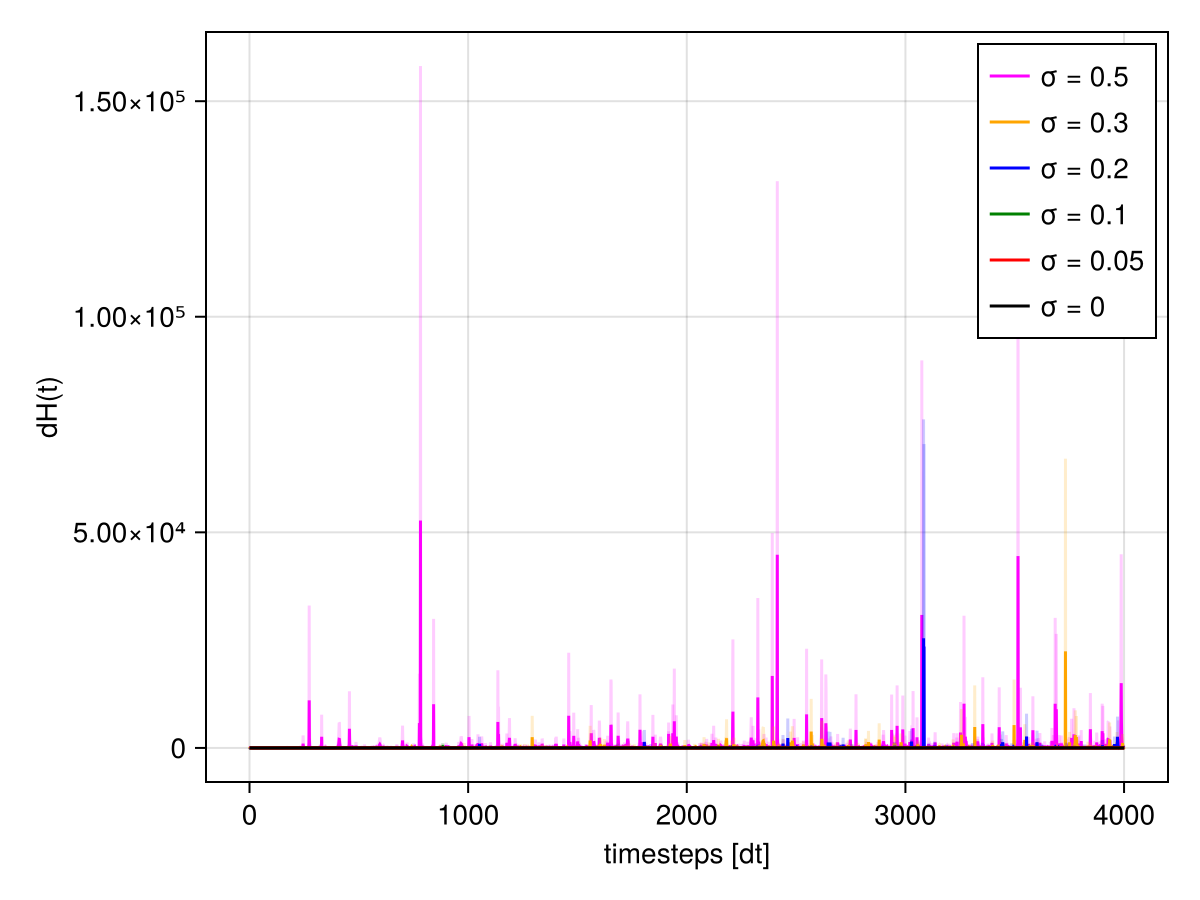 σ = 0.5
σ = 0.3
σ = 0.2
σ = 0.1
σ = 0.05
σ = 0
1.50×10⁵
1.00×10⁵
5.00×10⁴
0
dH(t)
0 1000 2000 3000 4000
timesteps [dt]